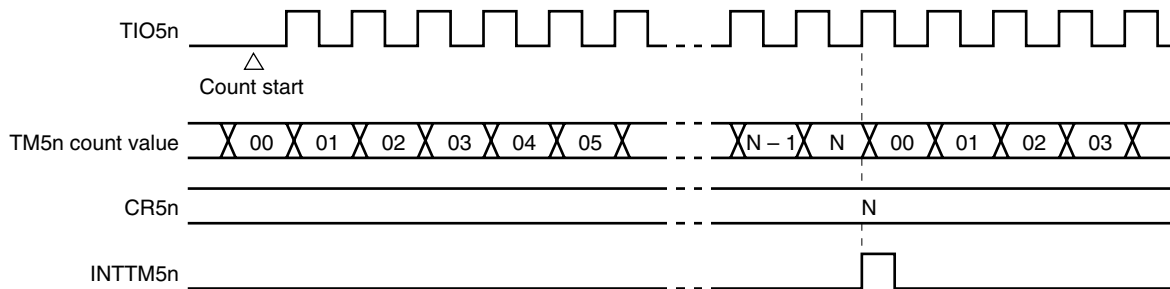 TIO5n
Count start
TM5n count value 00 01 02 03 04 05 N – 1 N 00 01 02 03
CR5n N
INTTM5n